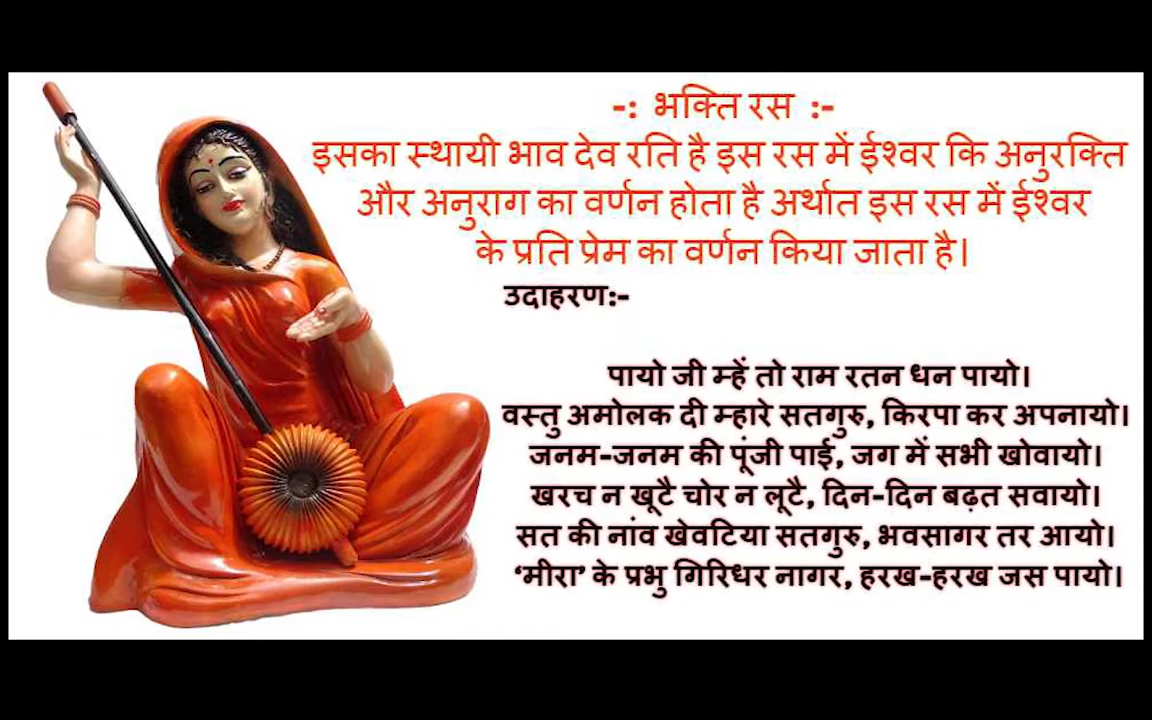 -: भक्ति रस :-
इसका स्थायी भाव देव रति है इस रस में ईश्वर कि अनुरक्ति
और अनुराग का वर्णन होता है अर्थात इस रस में ईश्वर
के प्रति प्रेम का वर्णन किया जाता है|
उदाहरण:-
पायो जी म्हें तो राम रतन धन पायो।
वस्तु अमोलक दी म्हारे सतगुरु, किरपा कर अपनायो।
जनम-जनम की पूंजी पाई, जग में सभी खोवायो।
खरच न खूटै चोर न लूटै, दिन-दिन बढ़त सवायो।
सत की नांव खेवटिया सतगुरु, भवसागर तर आयो।
‘मीरा’ के प्रभु गिरिधर नागर, हरख-हरख जस पायो।